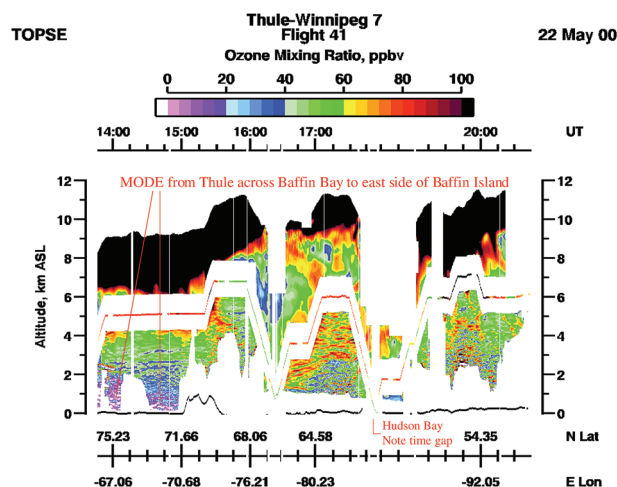 Thule-Winnipeg 7
TOPSE Flight 41 22 May 00
Ozone Mixing Ratio, ppbv
0 20 40 60 80 100
14:00 15:00 16:00 17:00 20:00 UT
MODE from Thule across Baffin Bay to east side of Baffin Island
Altitude, km ASL
12 12
10 10
8 8
6 6
4 4
2 2
0 0
Hudson Bay
Note time gap
75.23 71.66 68.06 64.58 54.35 N Lat
-67.06 -70.68 -76.21 -80.23 -92.05 E Lon